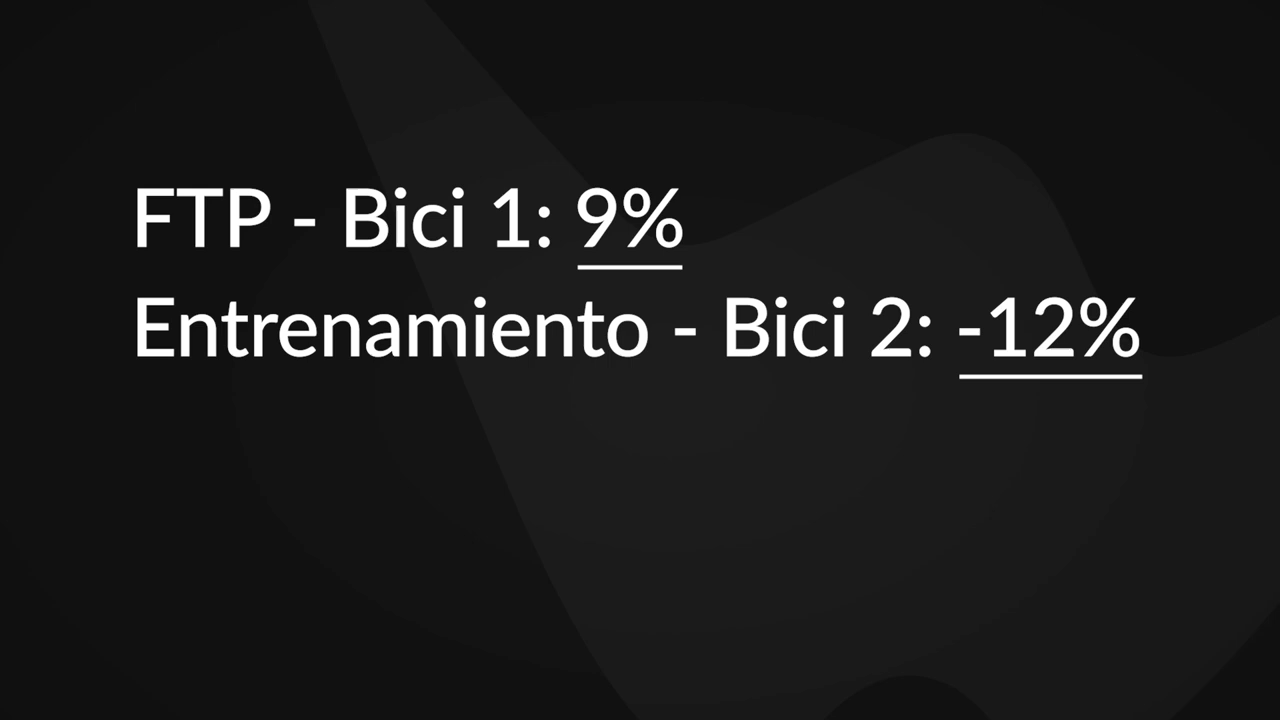 FTP - Bici 1: 9%
Entrenamiento - Bici 2: -12%